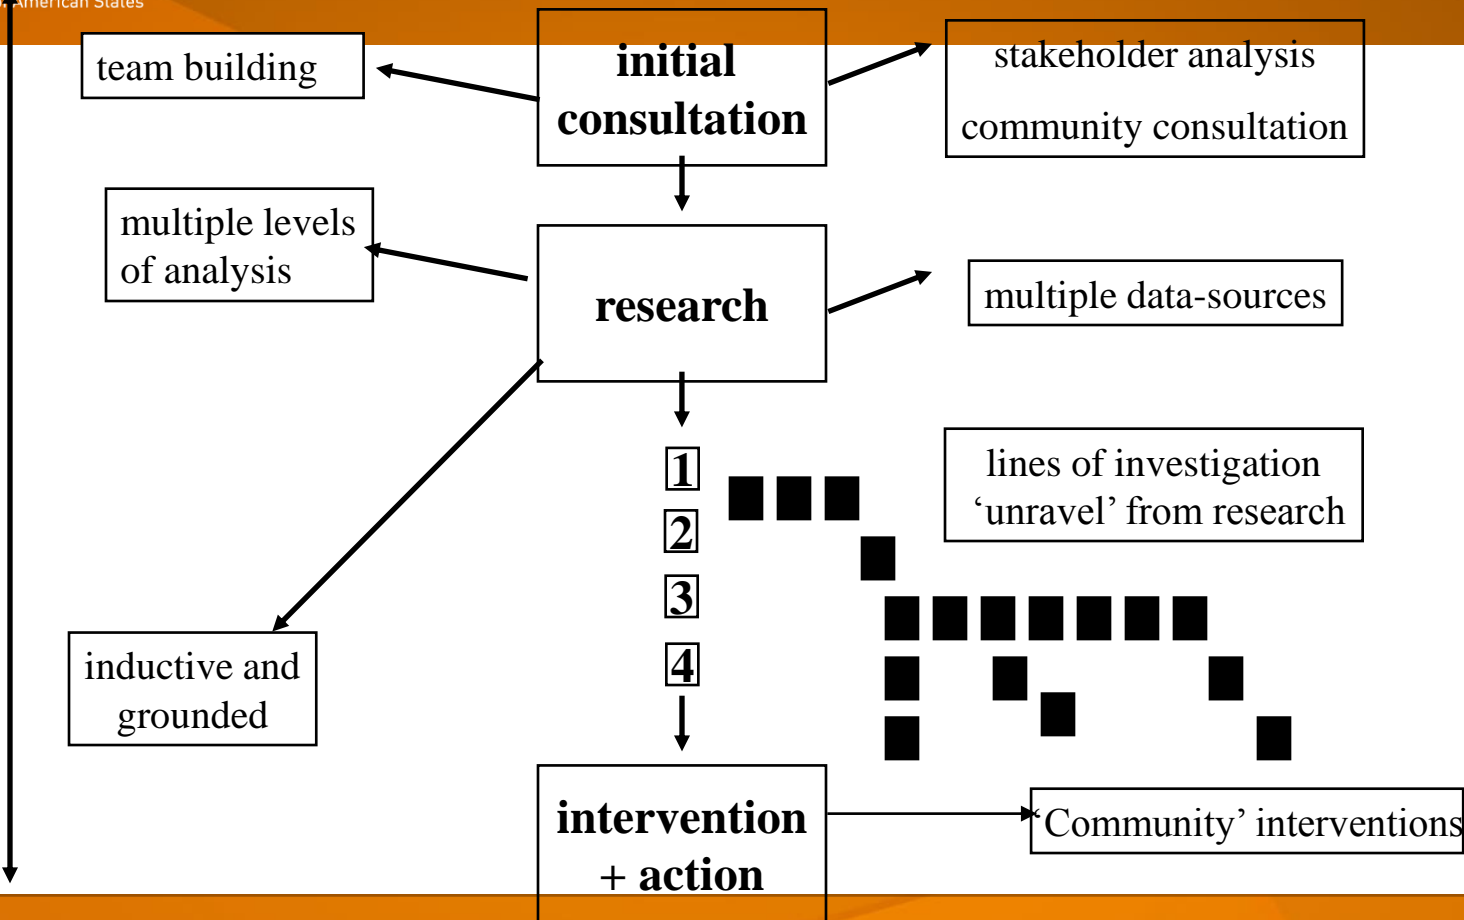 American States
team building
initial
consultation
stakeholder analysis
community consultation
multiple levels
of analysis
research
multiple data-sources
1
2
3
4
lines of investigation
‘unravel’ from research
inductive and
grounded
intervention
+ action
‘Community’ interventions